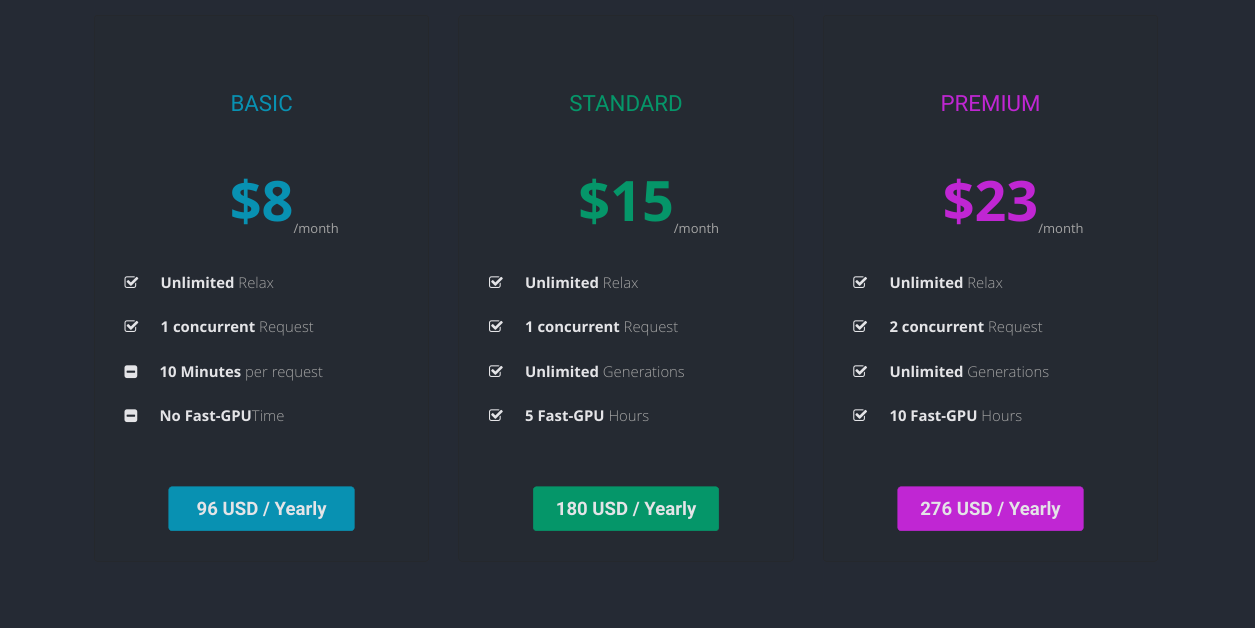 BASIC
$8/month
Unlimited Relax
1 concurrent Request
10 Minutes per request
No Fast-GPUTime
96 USD / Yearly
STANDARD
$15/month
Unlimited Relax
1 concurrent Request
Unlimited Generations
5 Fast-GPU Hours
180 USD / Yearly
PREMIUM
$23/month
Unlimited Relax
2 concurrent Request
Unlimited Generations
10 Fast-GPU Hours
276 USD / Yearly